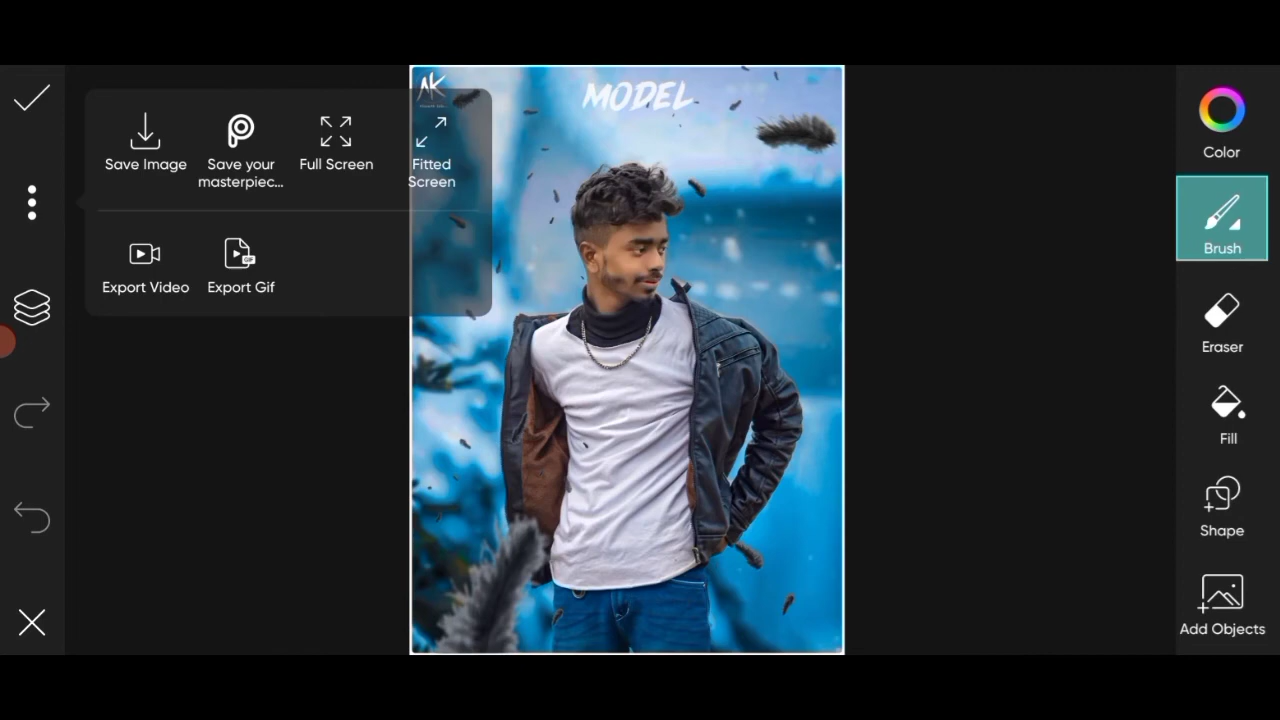 AK
MODEL
Save Image
Save your
masterpiec...
Full Screen
Fitted
Screen
Export Video
GIF
Export Gif
Color
Brush
Eraser
Fill
Shape
Add Objects